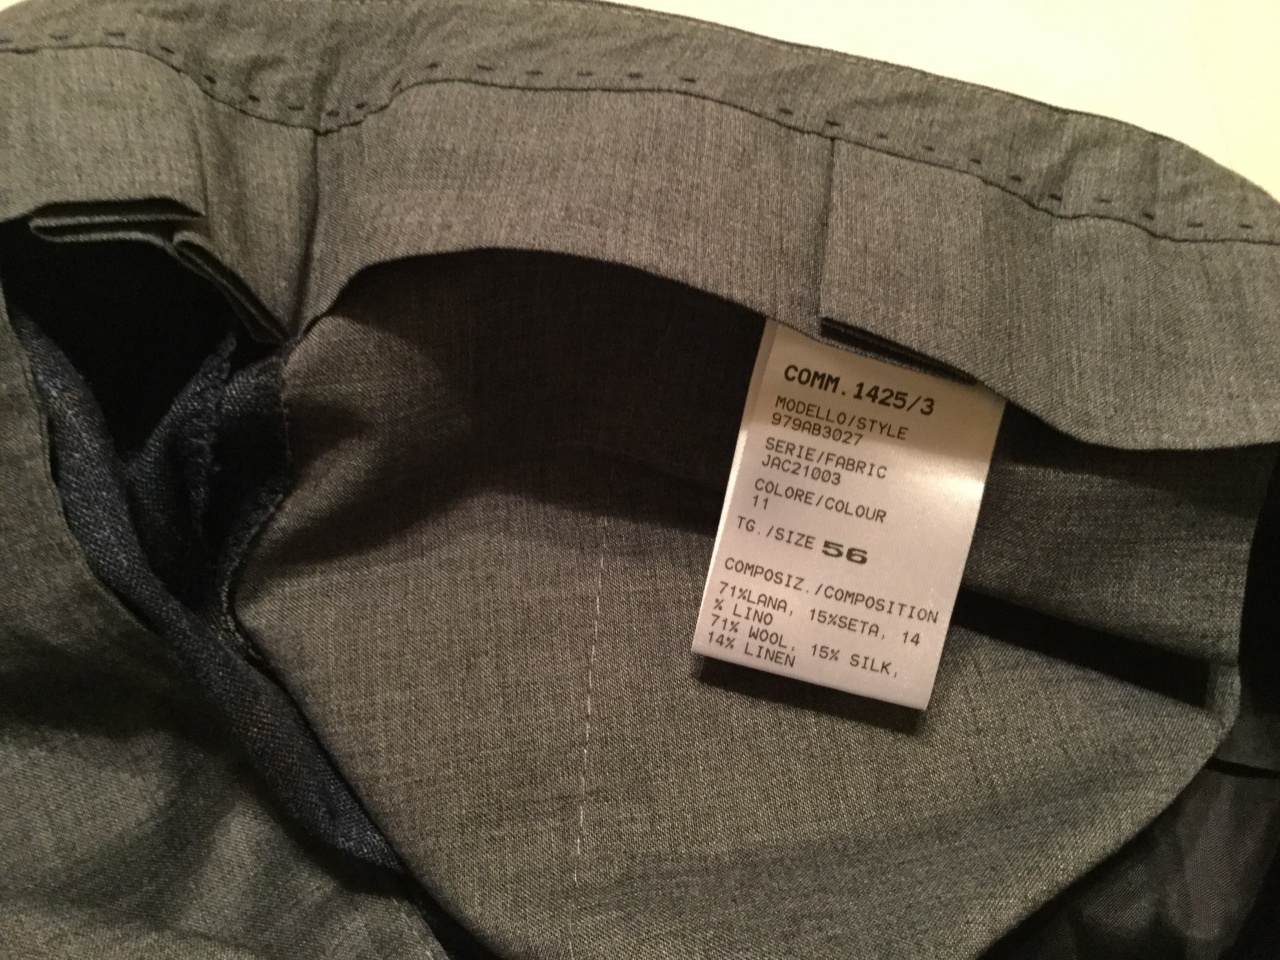 COMM.1425/3
MODELLO/STYLE
979AB3027
SERIE/FABRIC
JAC21003
COLORE/COLOUR
11
TG./SIZE 56
COMPOSIZ./COMPOSITION
71%LANA, 15%SETA, 14
% LINO
71% WOOL, 15% SILK,
14% LINEN